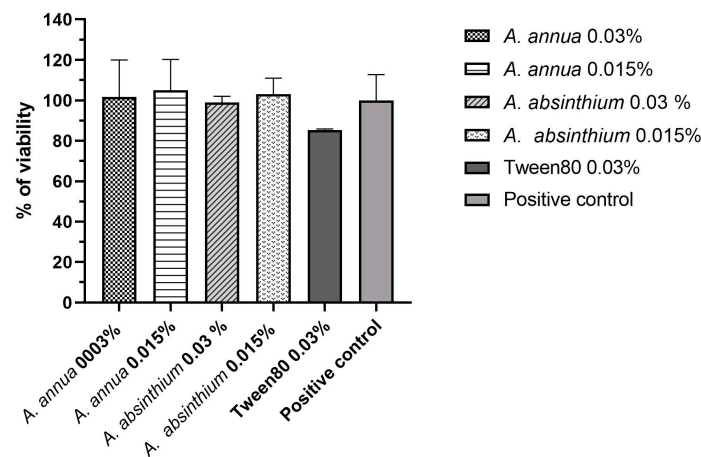 140
120
100
80
60
40
20
0
% of viability
A. annua 0003%
A. annua 0.015%
A. absinthium 0.03 %
A. absinthium 0.015%
Tween80 0.03%
Positive control
A. annua 0.03%
A. annua 0.015%
A. absinthium 0.03 %
A. absinthium 0.015%
Tween80 0.03%
Positive control